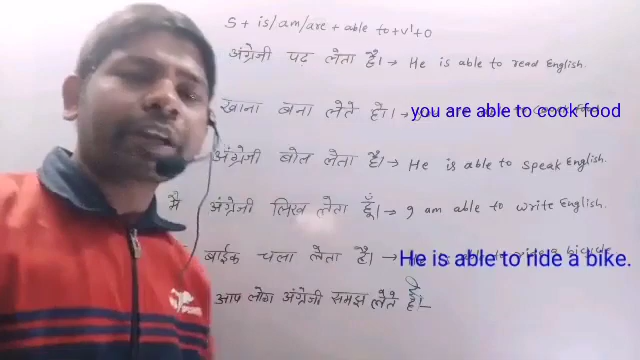 S + is/am/are + able to + v¹ + o
अंग्रेजी पढ़ लेता है। → He is able to read English.
खाना बना लेते हो। → you are able to cook food
अंग्रेजी बोल लेता है। → He is able to speak English.
मैं अंग्रेजी लिख लेता हूँ। → I am able to write English.
बाईक चला लेता है। → He is able to ride a bike.
आप लोग अंग्रेजी समझ लेते हैं।